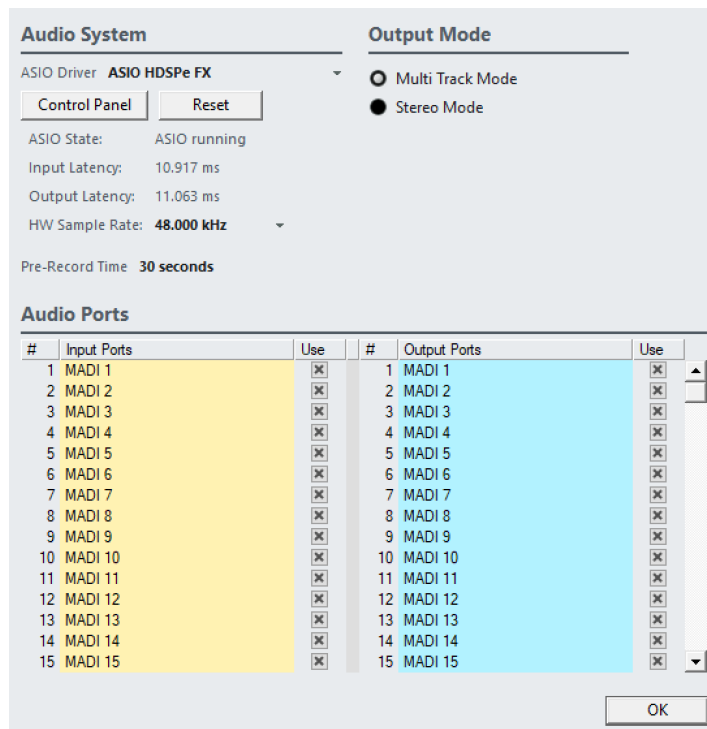 Audio System
Output Mode
ASIO Driver ASIO HDSPe FX
Multi Track Mode
Control Panel Reset
Stereo Mode
ASIO State: ASIO running
Input Latency: 10.917 ms
Output Latency: 11.063 ms
HW Sample Rate: 48.000 kHz
Pre-Record Time 30 seconds
Audio Ports
# Input Ports Use # Output Ports Use
1 MADI 1 1 MADI 1
2 MADI 2 2 MADI 2
3 MADI 3 3 MADI 3
4 MADI 4 4 MADI 4
5 MADI 5 5 MADI 5
6 MADI 6 6 MADI 6
7 MADI 7 7 MADI 7
8 MADI 8 8 MADI 8
9 MADI 9 9 MADI 9
10 MADI 10 10 MADI 10
11 MADI 11 11 MADI 11
12 MADI 12 12 MADI 12
13 MADI 13 13 MADI 13
14 MADI 14 14 MADI 14
15 MADI 15 15 MADI 15
OK